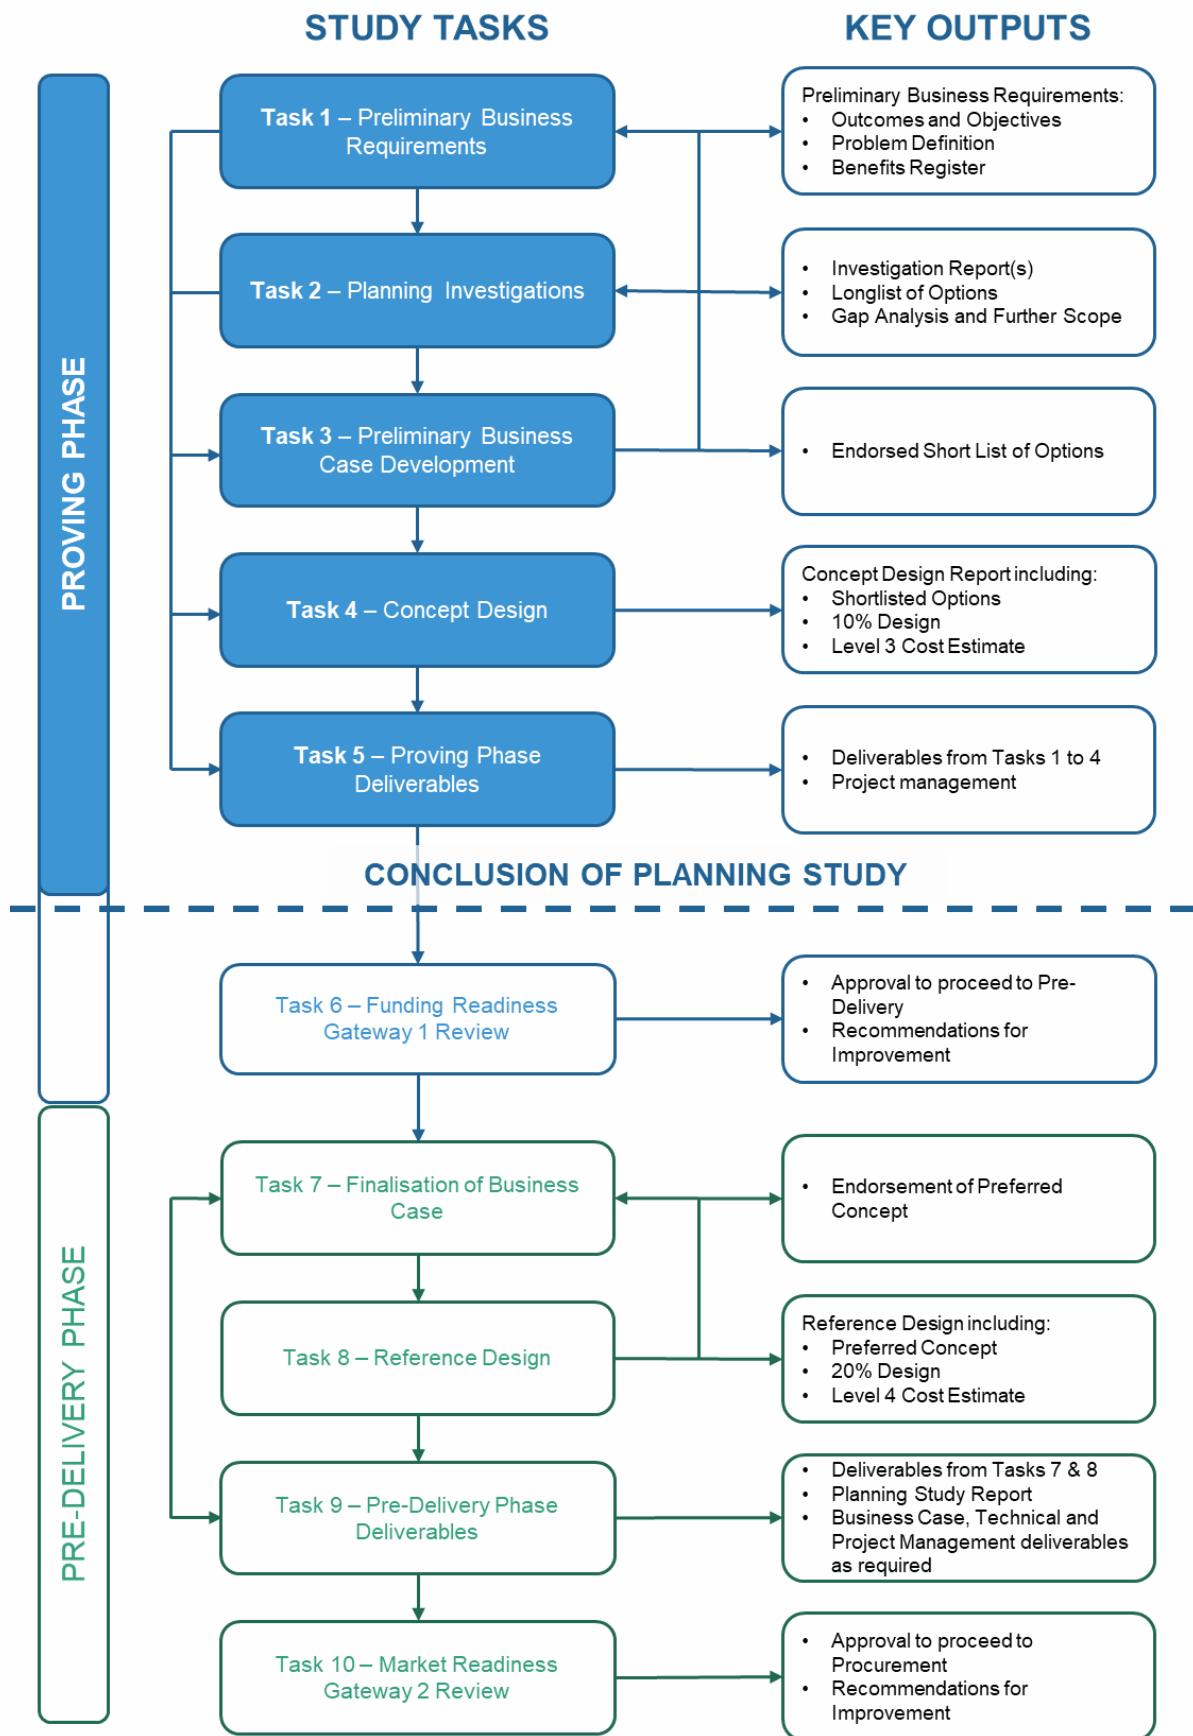 STUDY TASKS
KEY OUTPUTS
PROVING PHASE
Task 1 – Preliminary Business
Requirements
Preliminary Business Requirements:
• Outcomes and Objectives
• Problem Definition
• Benefits Register
Task 2 – Planning Investigations
• Investigation Report(s)
• Longlist of Options
• Gap Analysis and Further Scope
Task 3 – Preliminary Business
Case Development
• Endorsed Short List of Options
Task 4 – Concept Design
Concept Design Report including:
• Shortlisted Options
• 10% Design
• Level 3 Cost Estimate
Task 5 – Proving Phase
Deliverables
• Deliverables from Tasks 1 to 4
• Project management
CONCLUSION OF PLANNING STUDY
Task 6 – Funding Readiness
Gateway 1 Review
• Approval to proceed to Pre-
Delivery
• Recommendations for
Improvement
PRE-DELIVERY PHASE
Task 7 – Finalisation of Business
Case
• Endorsement of Preferred
Concept
Task 8 – Reference Design
Reference Design including:
• Preferred Concept
• 20% Design
• Level 4 Cost Estimate
Task 9 – Pre-Delivery Phase
Deliverables
• Deliverables from Tasks 7 & 8
• Planning Study Report
• Business Case, Technical and
Project Management deliverables
as required
Task 10 – Market Readiness
Gateway 2 Review
• Approval to proceed to
Procurement
• Recommendations for
Improvement